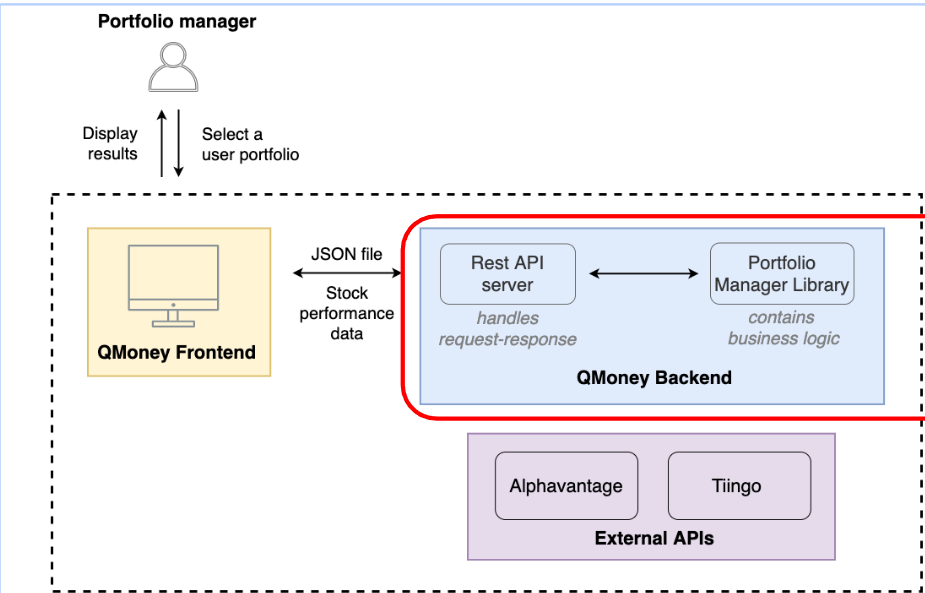 Portfolio manager
Display
results
Select a
user portfolio
JSON file
Stock
performance
data
QMoney Frontend
Rest API
server
handles
request-response
Portfolio
Manager Library
contains
business logic
QMoney Backend
Alphavantage
Tiingo
External APIs